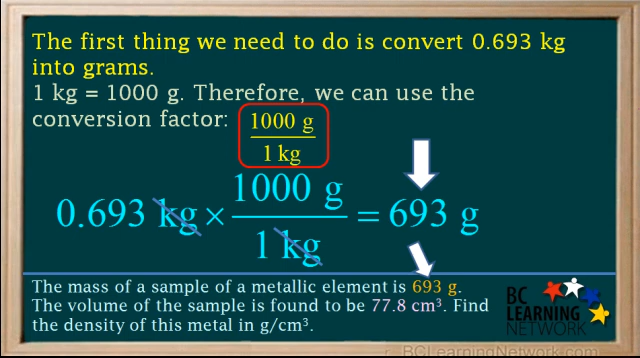 The first thing we need to do is convert 0.693 kg
into grams.
1 kg = 1000 g. Therefore, we can use the
conversion factor: 1000 g / 1 kg
0.693 kg × 1000 g / 1 kg = 693 g
The mass of a sample of a metallic element is 693 g.
The volume of the sample is found to be 77.8 cm³. Find
the density of this metal in g/cm³.
BC
LEARNING
NETWORK
BCLearningNetwork.com